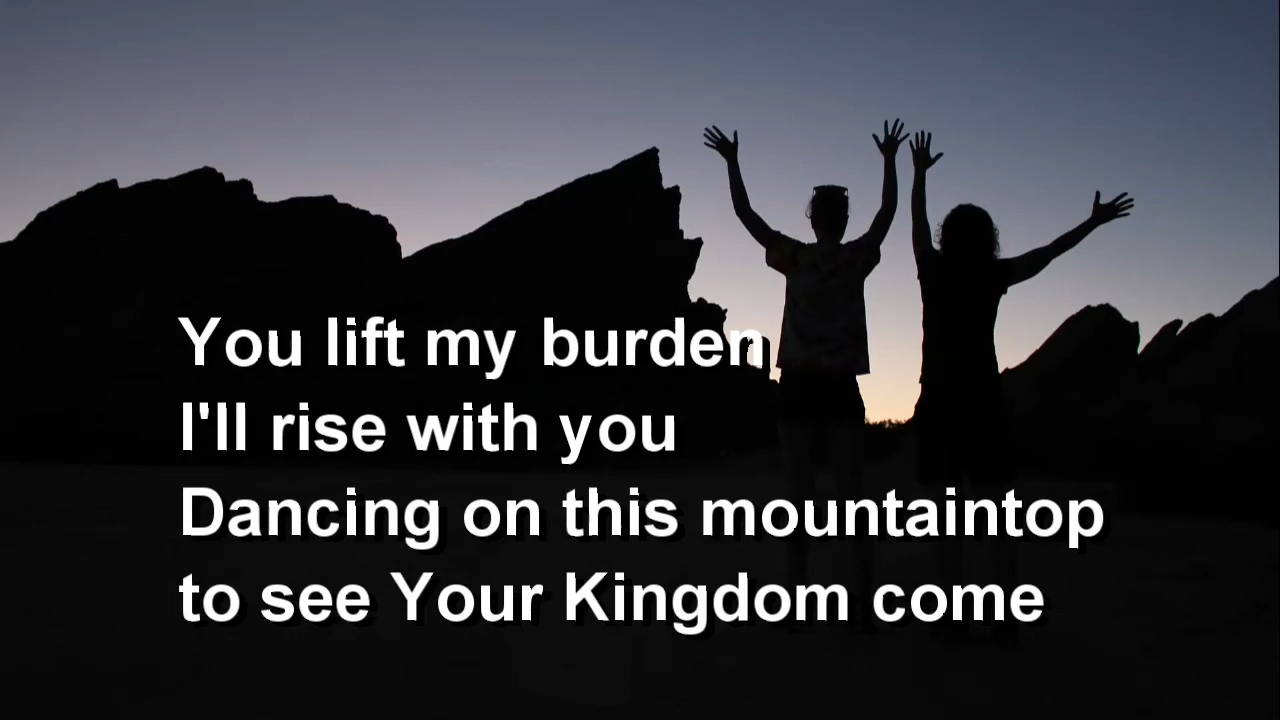 You lift my burden
I'll rise with you
Dancing on this mountaintop
to see Your Kingdom come